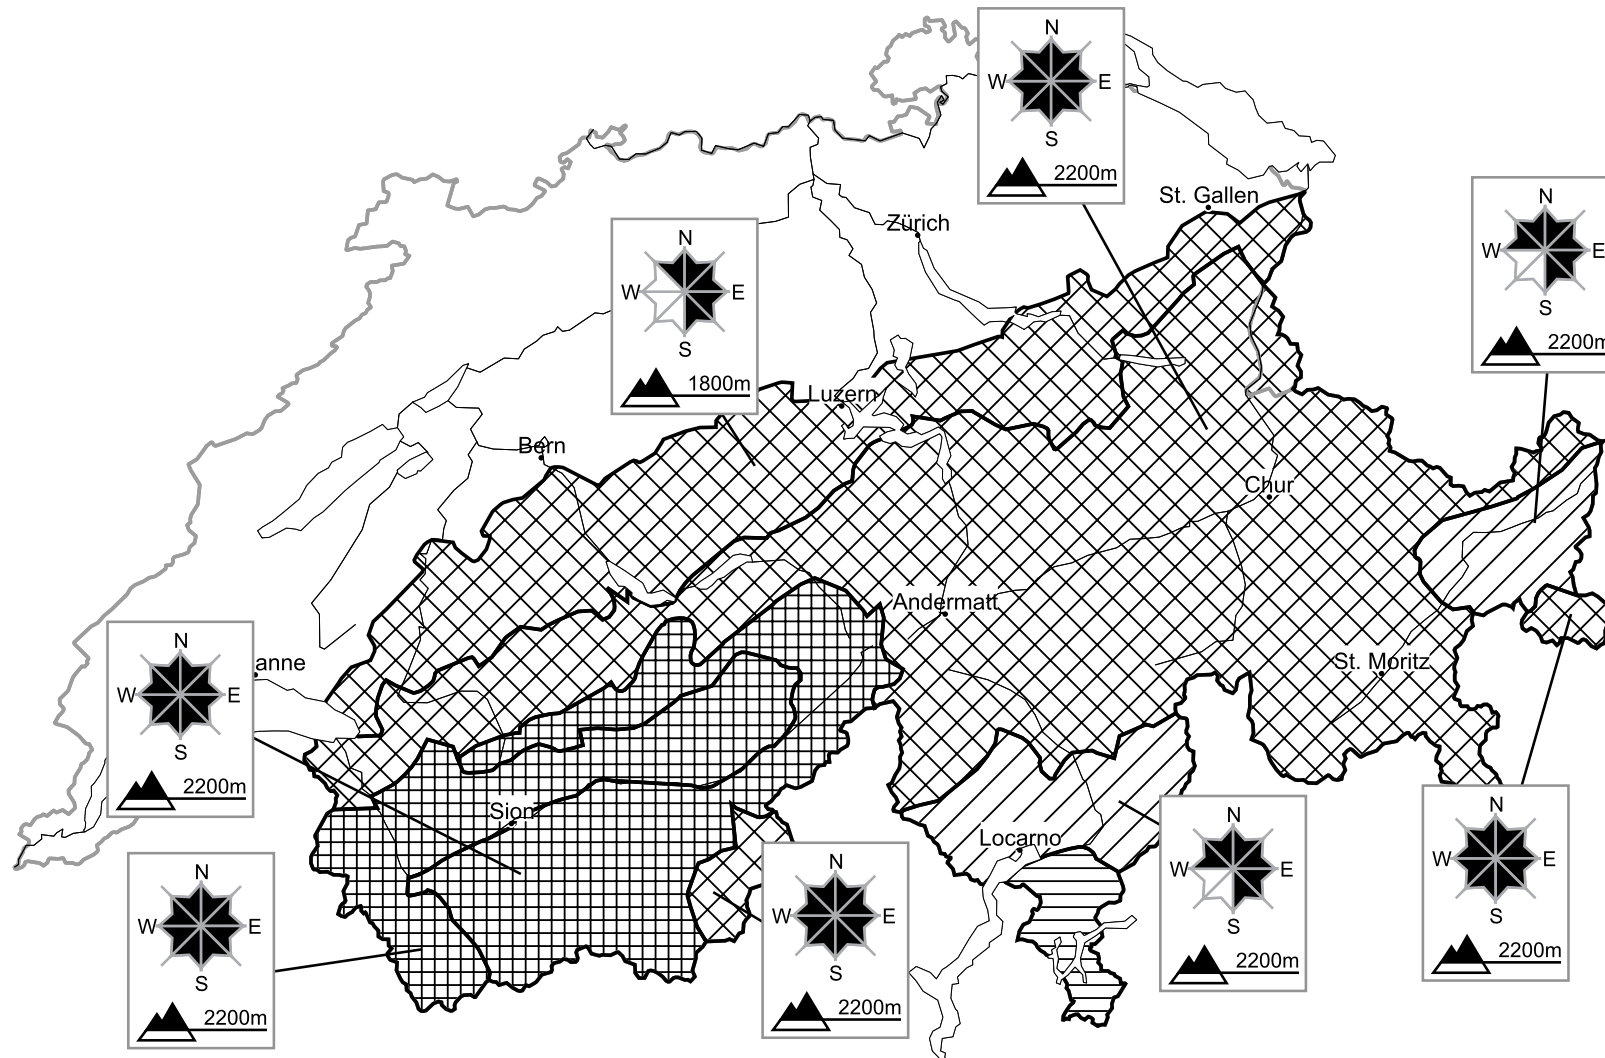 N
W E
S
2200m
St. Gallen
N
W E
S
2200m
Zürich
N
W E
S
1800m
Luzern
Bern
Chur
Andermatt
anne
St. Moritz
N
W E
S
2200m
Sion
Locarno
N
W E
S
2200m
N
W E
S
2200m
N
W E
S
2200m
N
W E
S
2200m